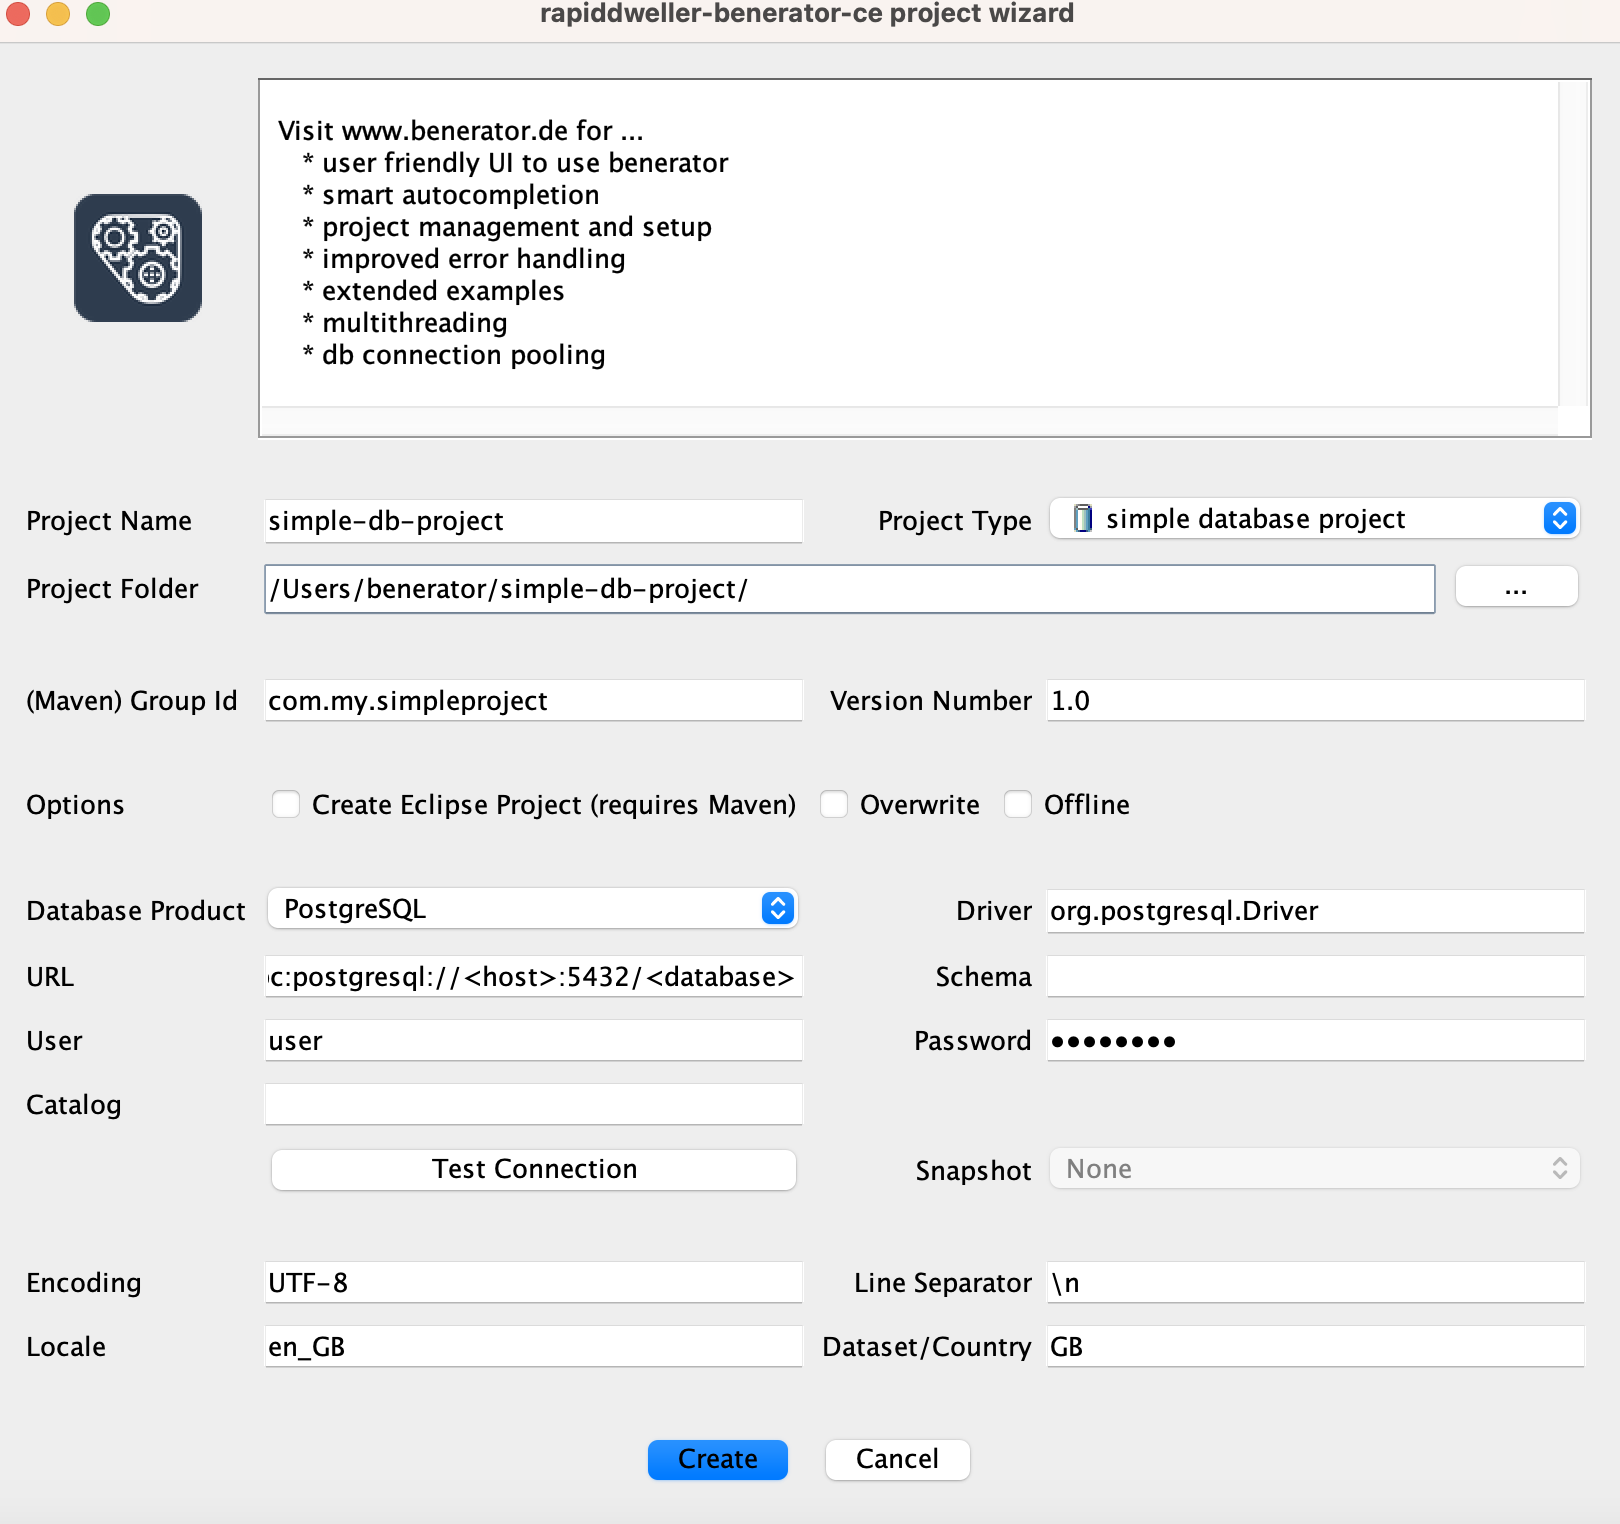 rapiddweller-benerator-ce project wizard
Visit www.benerator.de for ...
* user friendly UI to use benerator
* smart autocompletion
* project management and setup
* improved error handling
* extended examples
* multithreading
* db connection pooling
Project Name simple-db-project Project Type simple database project
Project Folder /Users/benerator/simple-db-project/ ...
(Maven) Group Id com.my.simpleproject Version Number 1.0
Options Create Eclipse Project (requires Maven) Overwrite Offline
Database Product PostgreSQL Driver org.postgresql.Driver
URL c:postgresql://<host>:5432/<database> Schema
User user Password ••••••••
Catalog
Test Connection Snapshot None
Encoding UTF-8 Line Separator \n
Locale en_GB Dataset/Country GB
Create Cancel